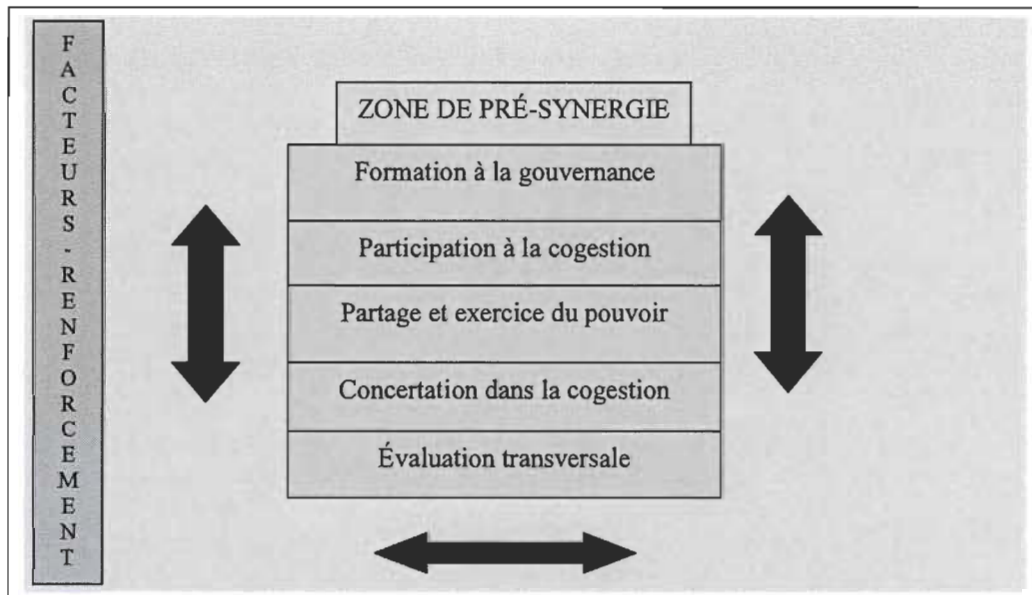 FACTEURS-RENFORCEMENT
ZONE DE PRÉ-SYNERGIE
Formation à la gouvernance
Participation à la cogestion
Partage et exercice du pouvoir
Concertation dans la cogestion
Évaluation transversale